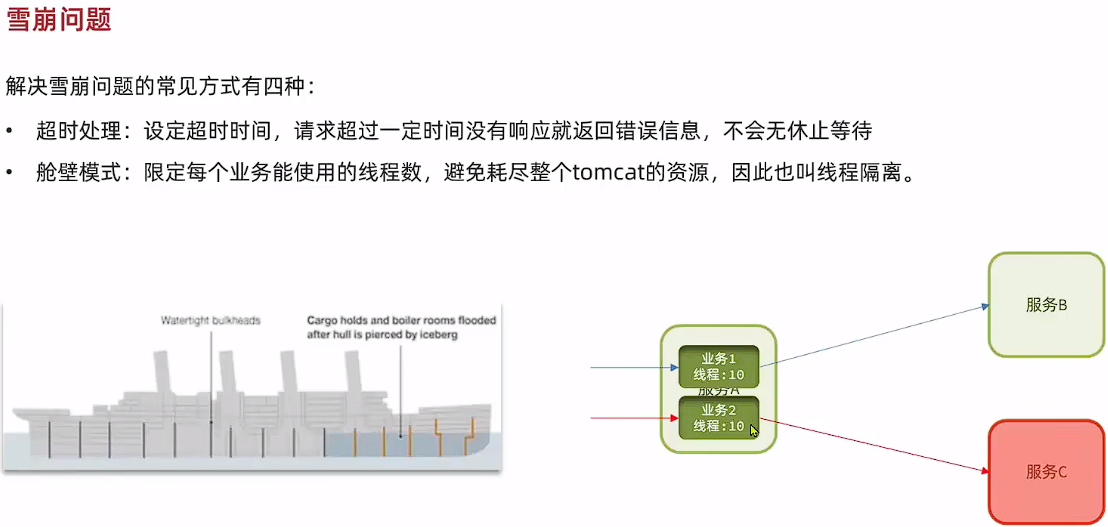 雪崩问题
解决雪崩问题的常见方式有四种：
• 超时处理：设定超时时间，请求超过一定时间没有响应就返回错误信息，不会无休止等待
• 舱壁模式：限定每个业务能使用的线程数，避免耗尽整个tomcat的资源，因此也叫线程隔离。
Watertight bulkheads
Cargo holds and boiler rooms flooded
after hull is pierced by iceberg
业务1
线程:10
服务A
业务2
线程:10
服务B
服务C